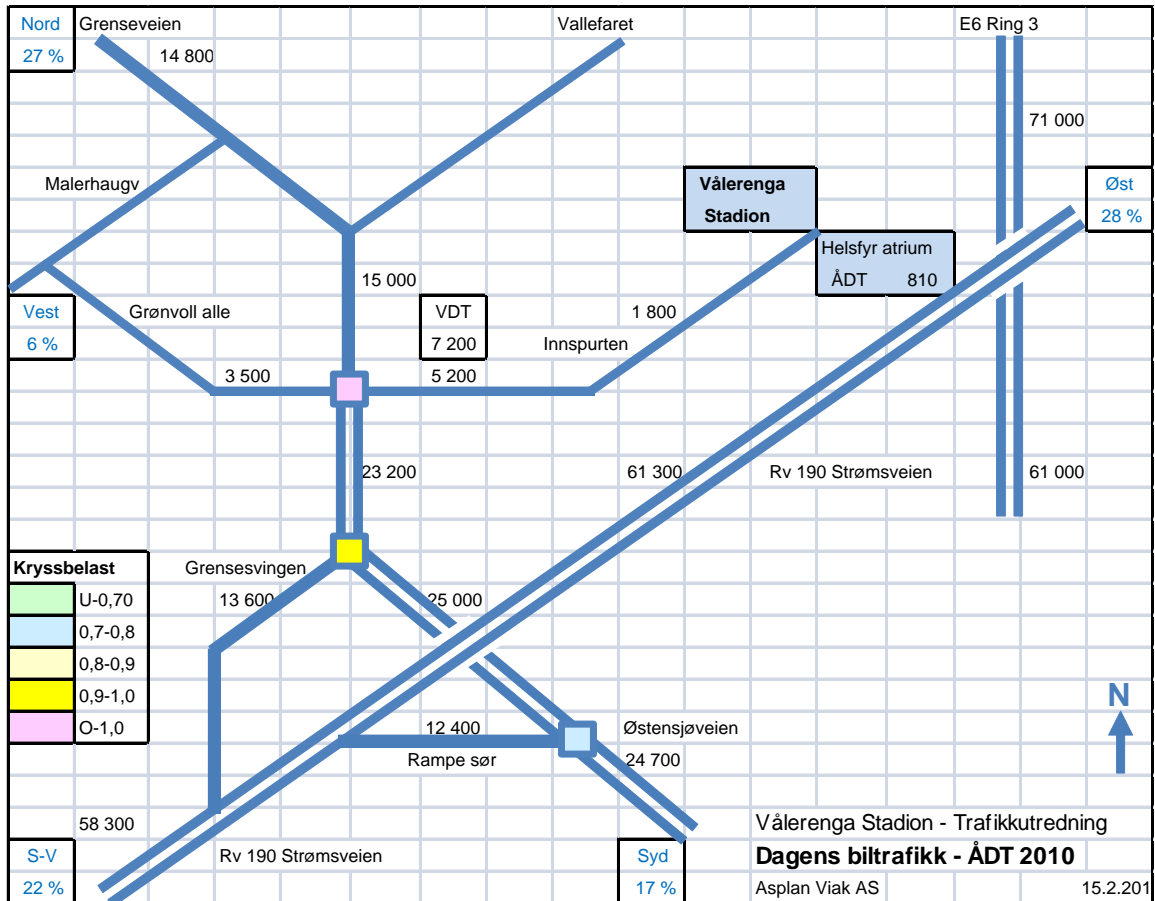 Nord Grenseveien Vallefaret E6 Ring 3
27 % 14 800
71 000
Malerhaugv Vålerenga Øst
Stadion 28 %
Helsfyr atrium
15 000 ÅDT 810
Vest Grønvoll alle VDT 1 800
6 % 7 200 Innspurten
3 500 5 200
23 200 61 300 Rv 190 Strømsveien 61 000
Kryssbelast Grensesvingen
U-0,70 13 600 25 000
0,7-0,8
0,8-0,9
0,9-1,0 N
O-1,0 12 400 Østensjøveien
Rampe sør 24 700
58 300 Vålerenga Stadion - Trafikkutredning
S-V Rv 190 Strømsveien Syd Dagens biltrafikk - ÅDT 2010
22 % 17 % Asplan Viak AS 15.2.201